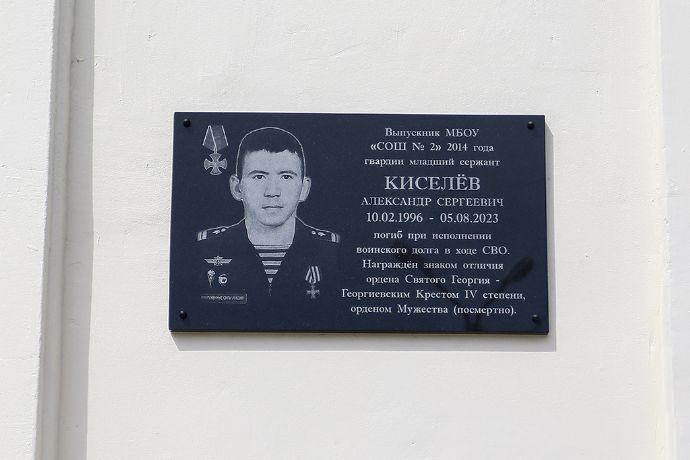 Выпускник МБОУ
«СОШ № 2» 2014 года
гвардии младший сержант
КИСЕЛЁВ
АЛЕКСАНДР СЕРГЕЕВИЧ
10.02.1996 - 05.08.2023
погиб при исполнении
воинского долга в ходе СВО.
Награждён знаком отличия
ордена Святого Георгия -
Георгиевским Крестом IV степени,
орденом Мужества (посмертно).